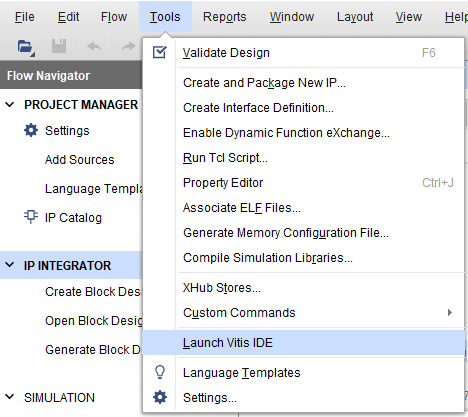 File Edit Flow Tools Reports Window Layout View Help
Flow Navigator
PROJECT MANAGER
Settings
Add Sources
Language Templa
IP Catalog
IP INTEGRATOR
Create Block Des
Open Block Desig
Generate Block D
SIMULATION
Validate Design F6
Create and Package New IP...
Create Interface Definition...
Enable Dynamic Function eXchange...
Run Tcl Script...
Property Editor Ctrl+J
Associate ELF Files...
Generate Memory Configuration File...
Compile Simulation Libraries...
XHub Stores...
Custom Commands
Launch Vitis IDE
Language Templates
Settings...